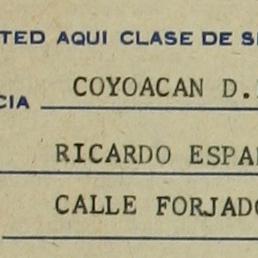 TED AQUI CLASE DE S
CIA COYOACAN D.
RICARDO ESPA
CALLE FORJADO